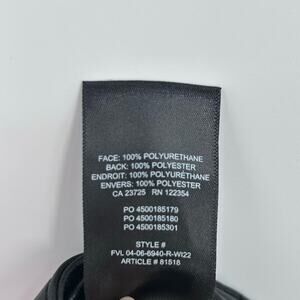 FACE: 100% POLYURETHANE
BACK: 100% POLYESTER
ENDROIT: 100% POLYURÉTHANE
ENVERS: 100% POLYESTER
CA 23725 RN 122354
PO 4500185179
PO 4500185180
PO 4500185301
STYLE #
FVL 04-06-6940-R-WI22
ARTICLE # 81518